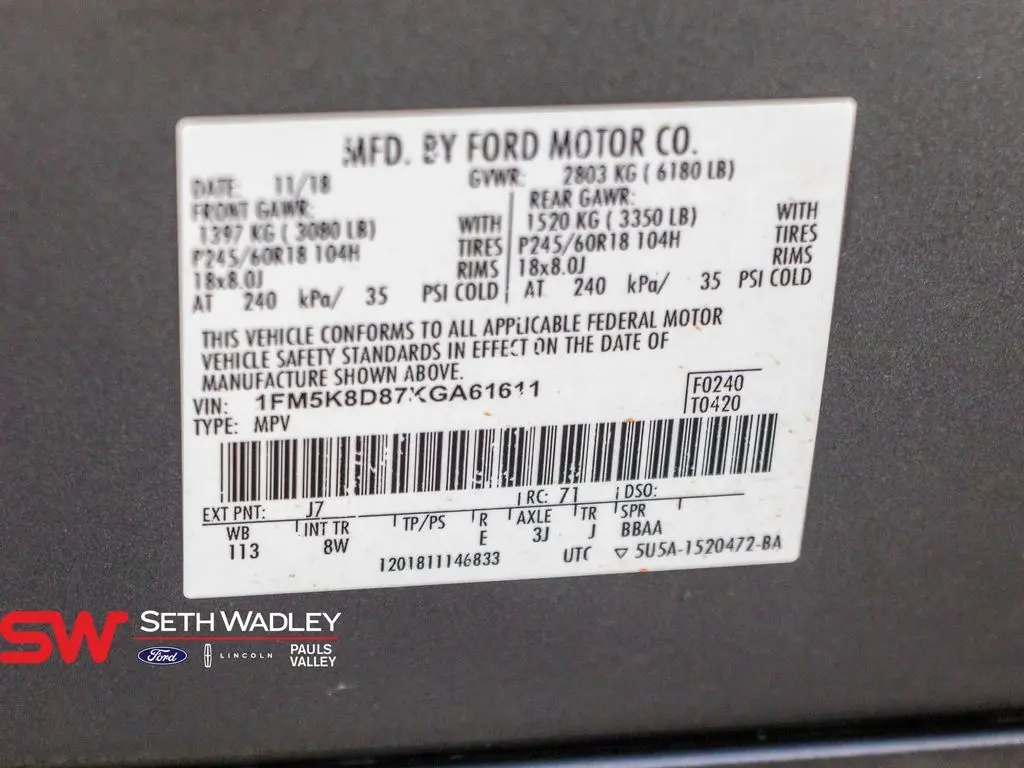 MFD. BY FORD MOTOR CO.
DATE: 11/18 GVWR: 2803 KG ( 6180 LB)
FRONT GAWR: REAR GAWR:
1397 KG ( 3080 LB) WITH 1520 KG ( 3350 LB) WITH
P245/60R18 104H TIRES P245/60R18 104H TIRES
18x8.0J RIMS 18x8.0J RIMS
AT 240 kPa/ 35 PSI COLD AT 240 kPa/ 35 PSI COLD
THIS VEHICLE CONFORMS TO ALL APPLICABLE FEDERAL MOTOR
VEHICLE SAFETY STANDARDS IN EFFECT ON THE DATE OF
MANUFACTURE SHOWN ABOVE.
VIN: 1FM5K8D87KGA61611 F0240
TYPE: MPV T0420
EXT PNT: J7 RC: 71 DSO:
WB INT TR TP/PS R AXLE TR SPR
113 8W E 3J J BBAA
1201811146833 UTC ▽ 5U5A-1520472-BA
SW SETH WADLEY
Ford LINCOLN PAULS
VALLEY